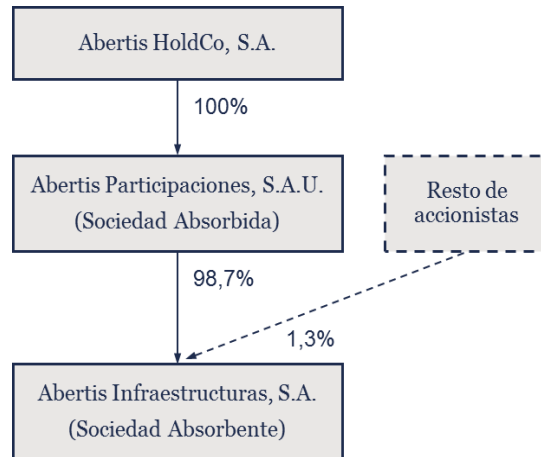 Abertis HoldCo, S.A.
100%
Abertis Participaciones, S.A.U.
(Sociedad Absorbida)
Resto de
accionistas
98,7%
1,3%
Abertis Infraestructuras, S.A.
(Sociedad Absorbente)